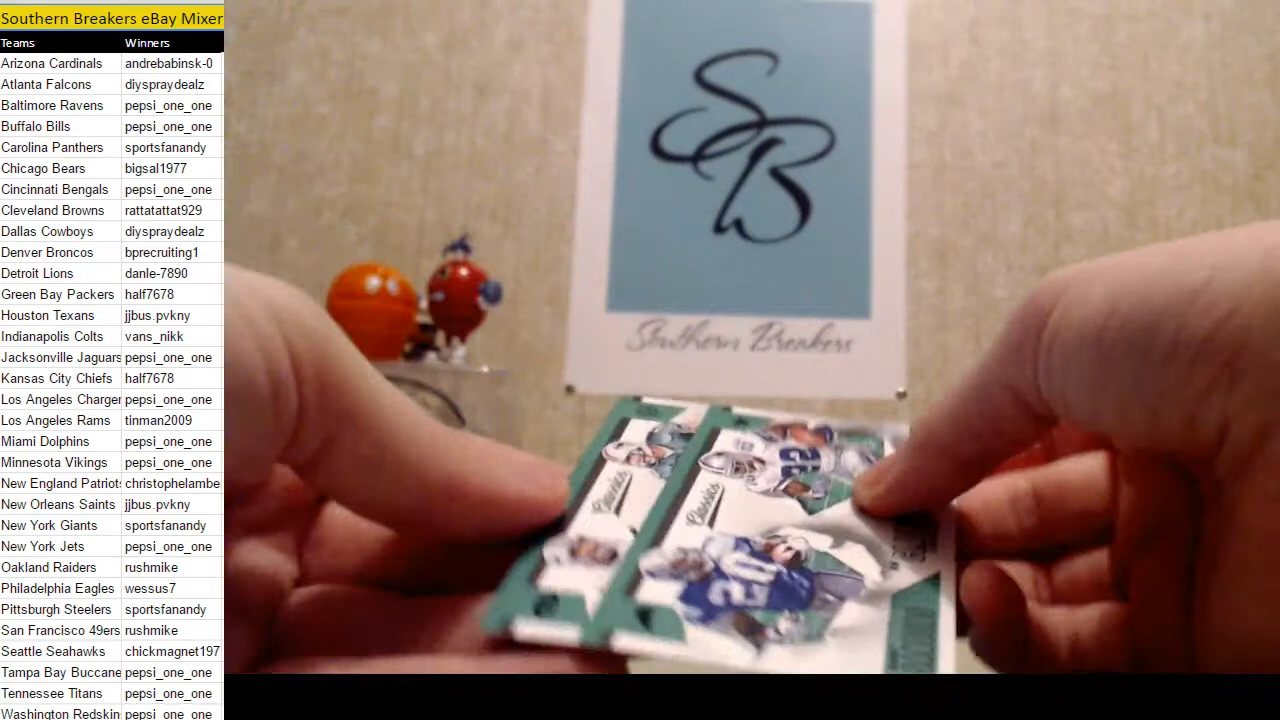 Southern Breakers eBay Mixer
Teams Winners
Arizona Cardinals andrebabinsk-0
Atlanta Falcons diyspraydealz
Baltimore Ravens pepsi_one_one
Buffalo Bills pepsi_one_one
Carolina Panthers sportsfanandy
Chicago Bears bigsal1977
Cincinnati Bengals pepsi_one_one
Cleveland Browns rattatattat929
Dallas Cowboys diyspraydealz
Denver Broncos bprecruiting1
Detroit Lions danle-7890
Green Bay Packers half7678
Houston Texans jjbus.pvkny
Indianapolis Colts vans_nikk
Jacksonville Jaguars pepsi_one_one
Kansas City Chiefs half7678
Los Angeles Charger pepsi_one_one
Los Angeles Rams tinman2009
Miami Dolphins pepsi_one_one
Minnesota Vikings pepsi_one_one
New England Patriots christophelambe
New Orleans Saints jjbus.pvkny
New York Giants sportsfanandy
New York Jets pepsi_one_one
Oakland Raiders rushmike
Philadelphia Eagles wessus7
Pittsburgh Steelers sportsfanandy
San Francisco 49ers rushmike
Seattle Seahawks chickmagnet197
Tampa Bay Buccane pepsi_one_one
Tennessee Titans pepsi_one_one
Washington Redskin pepsi_one_one
SB
Southern Breakers
Classics
Classics
22
20